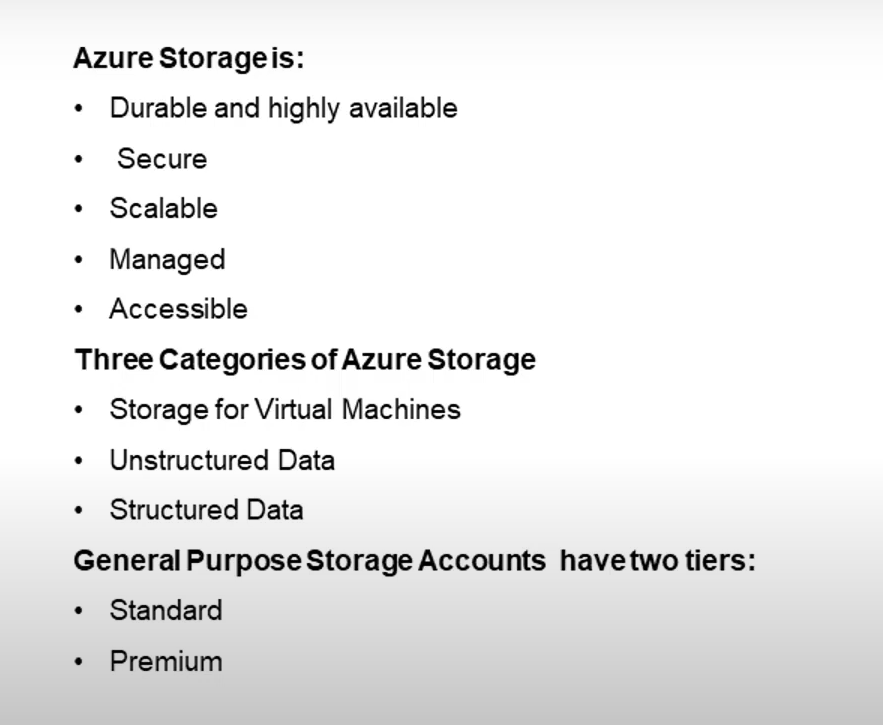 Azure Storage is:
• Durable and highly available
• Secure
• Scalable
• Managed
• Accessible
Three Categories of Azure Storage
• Storage for Virtual Machines
• Unstructured Data
• Structured Data
General Purpose Storage Accounts have two tiers:
• Standard
• Premium